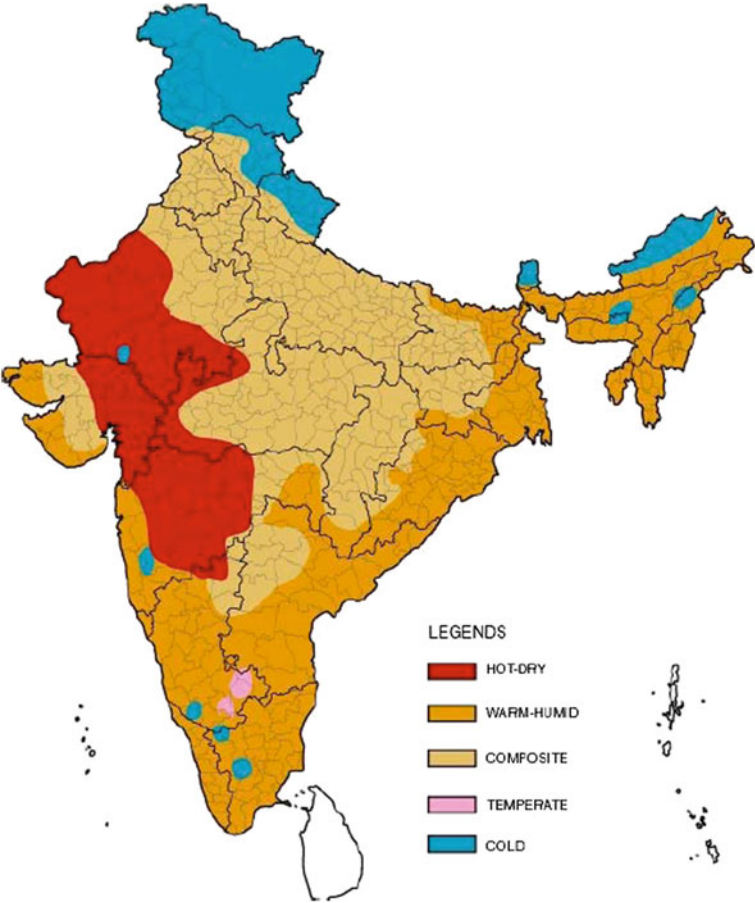 LEGENDS
HOT-DRY
WARM-HUMID
COMPOSITE
TEMPERATE
COLD